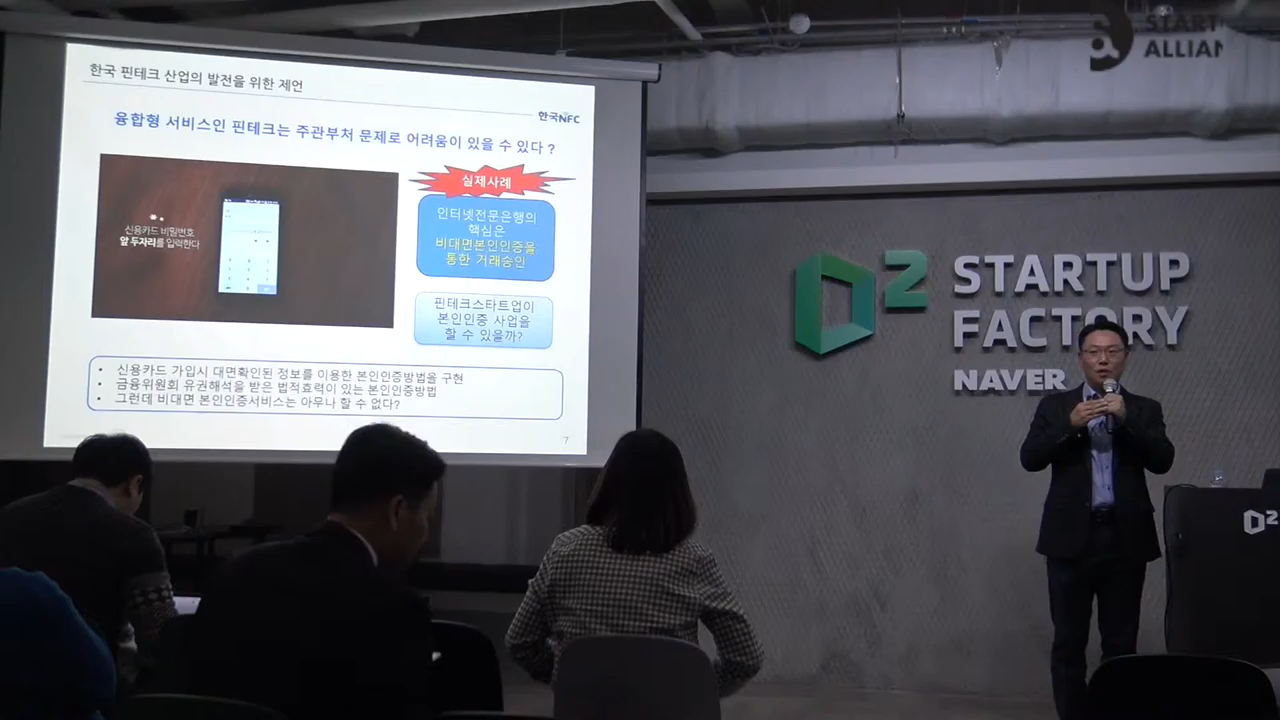 한국 핀테크 산업의 발전을 위한 제언
한국NFC
융합형 서비스인 핀테크는 주관부처 문제로 어려움이 있을 수 있다 ?
신용카드 비밀번호
앞 두자리를 입력한다
실제사례
인터넷전문은행의
핵심은
비대면본인인증을
통한 거래승인
핀테크스타트업이
본인인증 사업을
할 수 있을까?
• 신용카드 가입시 대면확인된 정보를 이용한 본인인증방법을 구현
• 금융위원회 유권해석을 받은 법적효력이 있는 본인인증방법
• 그런데 비대면 본인인증서비스는 아무나 할 수 없다?
7
START
ALLIAN
D2 STARTUP
FACTORY
NAVER
D2